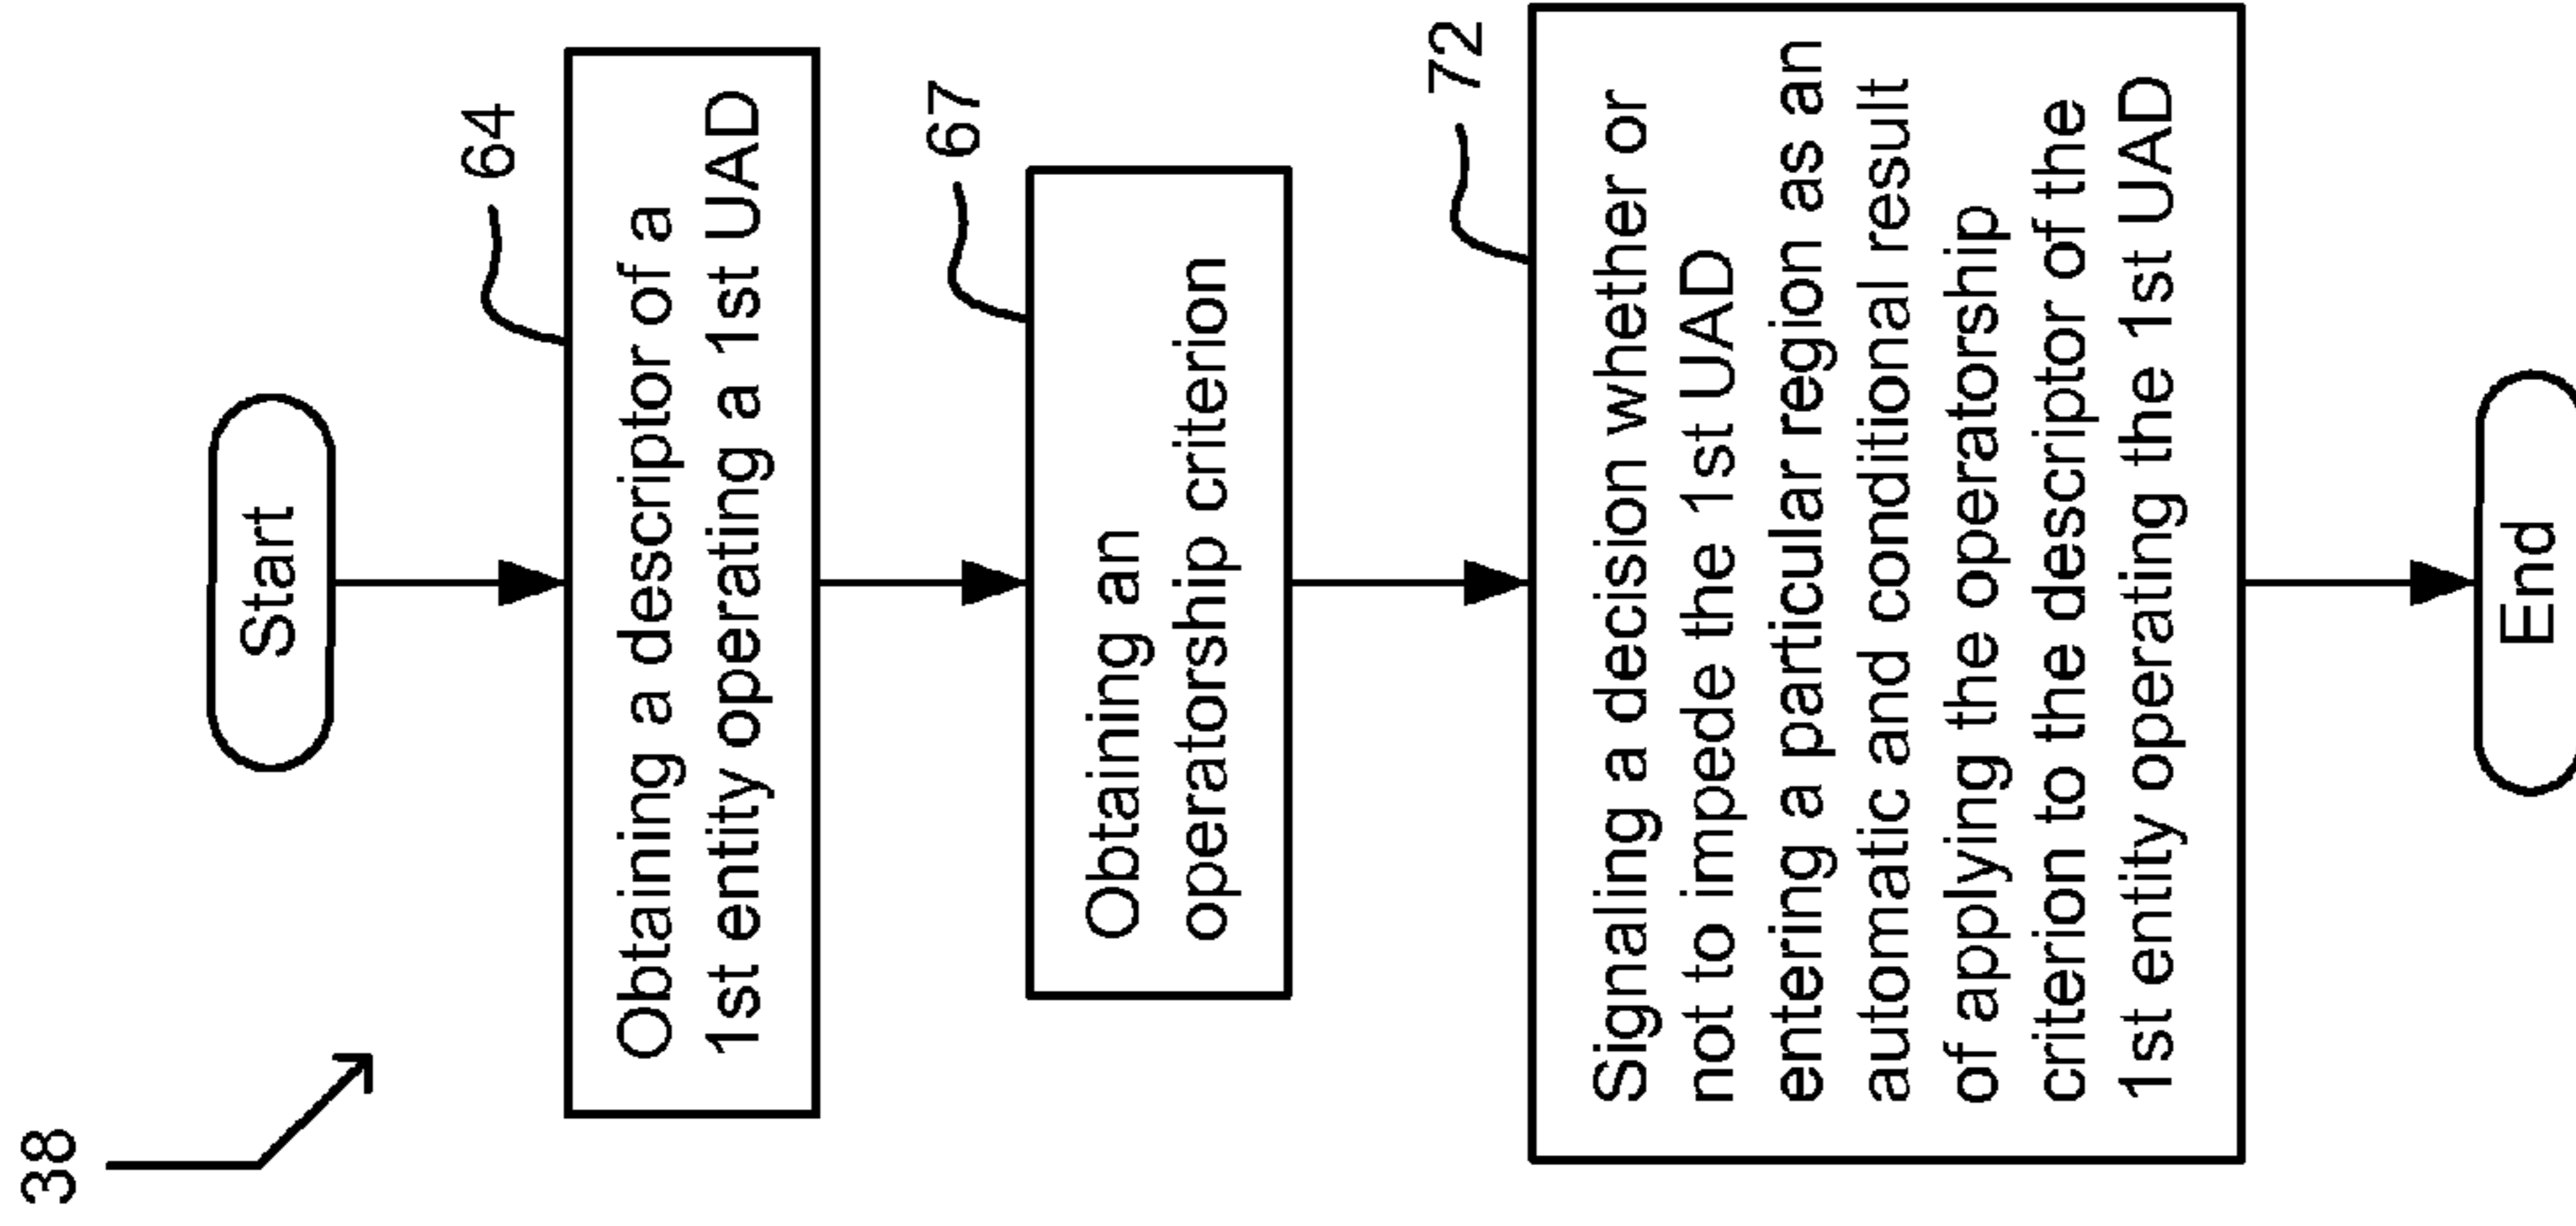 38
Start
64
Obtaining a descriptor of a
1st entity operating a 1st UAD
67
Obtaining an
operatorship criterion
72
Signaling a decision whether or
not to impede the 1st UAD
entering a particular region as an
automatic and conditional result
of applying the operatorship
criterion to the descriptor of the
1st entity operating the 1st UAD
End